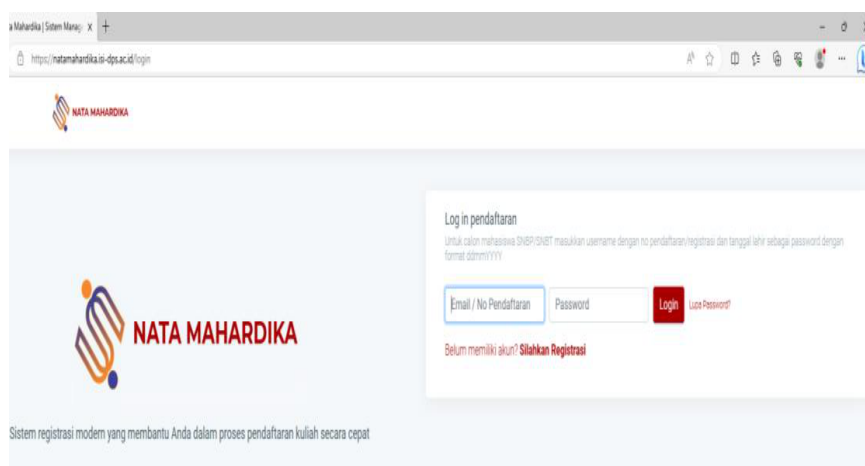 a Mahardika | Sistem Manaj
https://natamahardika.isi-dps.ac.id/login
NATA MAHARDIKA
Log in pendaftaran
Untuk calon mahasiswa SNBP/SNBT masukkan username dengan no pendaftaran/registrasi dan tanggal lahir sebagai password dengan
format ddmmYYYY
Email / No Pendaftaran
Password
Login
Lupa Password?
Belum memiliki akun? Silahkan Registrasi
NATA MAHARDIKA
Sistem registrasi modern yang membantu Anda dalam proses pendaftaran kuliah secara cepat